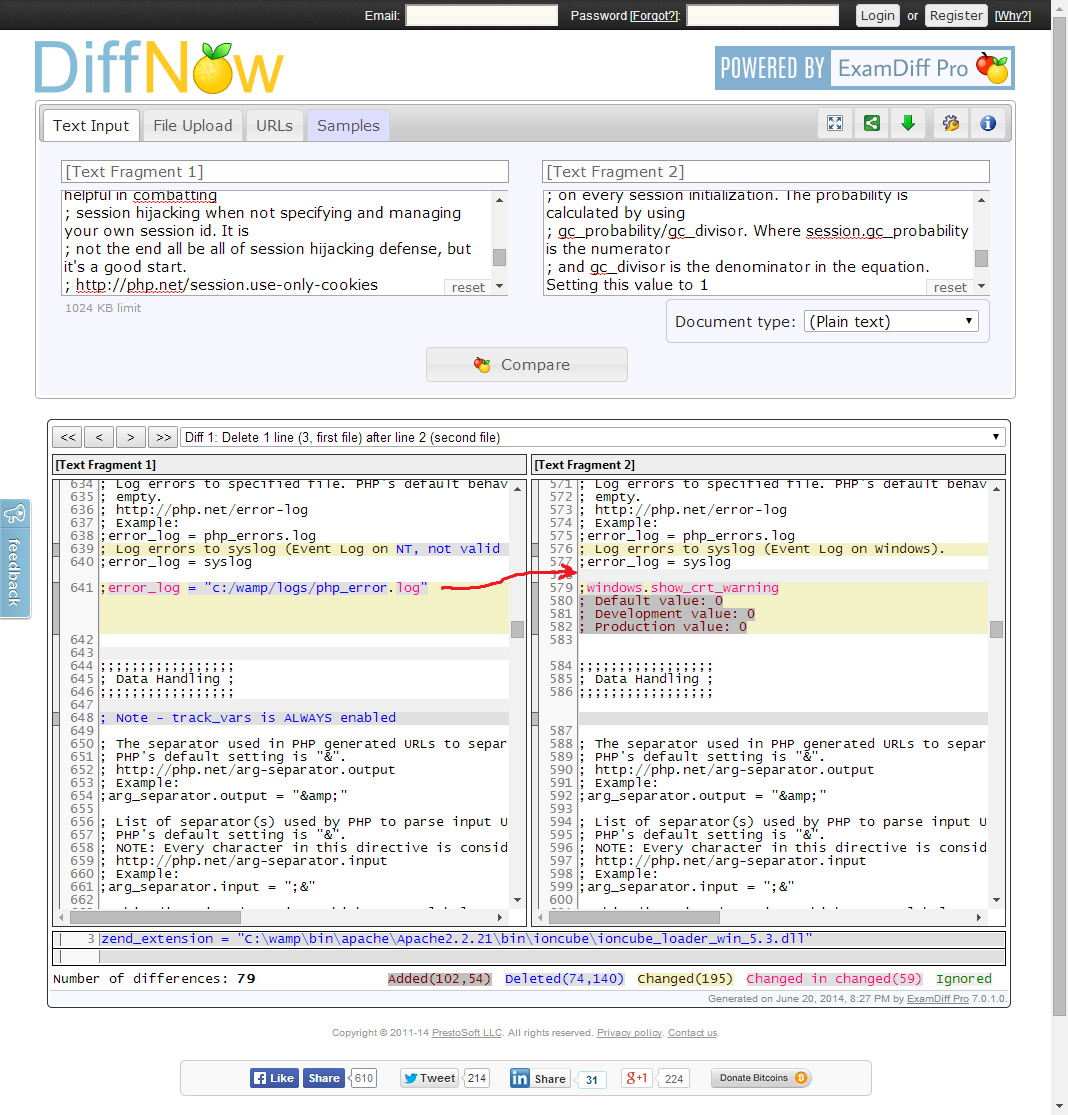 Email: Password [Forgot?]: Login or Register [Why?]
DiffNow
POWERED BY ExamDiff Pro
Text Input File Upload URLs Samples
[Text Fragment 1]
helpful in combatting
; session hijacking when not specifying and managing
your own session id. It is
; not the end all be all of session hijacking defense, but
it's a good start.
; http://php.net/session.use-only-cookies
reset
1024 KB limit
[Text Fragment 2]
; on every session initialization. The probability is
calculated by using
; gc_probability/gc_divisor. Where session.gc_probability
is the numerator
; and gc_divisor is the denominator in the equation.
Setting this value to 1
reset
Document type: (Plain text)
Compare
feedback
<< < > >> Diff 1: Delete 1 line (3, first file) after line 2 (second file)
[Text Fragment 1]
634 ; Log errors to specified file. PHP's default behav
635 ; empty.
636 ; http://php.net/error-log
637 ; Example:
638 ;error_log = php_errors.log
639 ; Log errors to syslog (Event Log on NT, not valid
640 ;error_log = syslog
641 ;error_log = "c:/wamp/logs/php_error.log"
642
643
644 ;;;;;;;;;;;;;;;;;
645 ; Data Handling ;
646 ;;;;;;;;;;;;;;;;;
647
648 ; Note - track_vars is ALWAYS enabled
649
650 ; The separator used in PHP generated URLs to separ
651 ; PHP's default setting is "&".
652 ; http://php.net/arg-separator.output
653 ; Example:
654 ;arg_separator.output = "&amp;"
655
656 ; List of separator(s) used by PHP to parse input U
657 ; PHP's default setting is "&".
658 ; NOTE: Every character in this directive is consid
659 ; http://php.net/arg-separator.input
660 ; Example:
661 ;arg_separator.input = ";&"
662
[Text Fragment 2]
571 ; Log errors to specified file. PHP's default behav
572 ; empty.
573 ; http://php.net/error-log
574 ; Example:
575 ;error_log = php_errors.log
576 ; Log errors to syslog (Event Log on Windows).
577 ;error_log = syslog
579 ;windows.show_crt_warning
580 ; Default value: 0
581 ; Development value: 0
582 ; Production value: 0
583
584 ;;;;;;;;;;;;;;;;;
585 ; Data Handling ;
586 ;;;;;;;;;;;;;;;;;
587
588 ; The separator used in PHP generated URLs to separ
589 ; PHP's default setting is "&".
590 ; http://php.net/arg-separator.output
591 ; Example:
592 ;arg_separator.output = "&amp;"
593
594 ; List of separator(s) used by PHP to parse input U
595 ; PHP's default setting is "&".
596 ; NOTE: Every character in this directive is consid
597 ; http://php.net/arg-separator.input
598 ; Example:
599 ;arg_separator.input = ";&"
600
3 zend_extension = "C:\wamp\bin\apache\Apache2.2.21\bin\ioncube\ioncube_loader_win_5.3.dll"
Number of differences: 79 Added(102,54) Deleted(74,140) Changed(195) Changed in changed(59) Ignored
Generated on June 20, 2014, 8:27 PM by ExamDiff Pro 7.0.1.0.
Copyright © 2011-14 PrestoSoft LLC. All rights reserved. Privacy policy. Contact us.
Like Share 610 Tweet 214 in Share 31 g+1 224 Donate Bitcoins